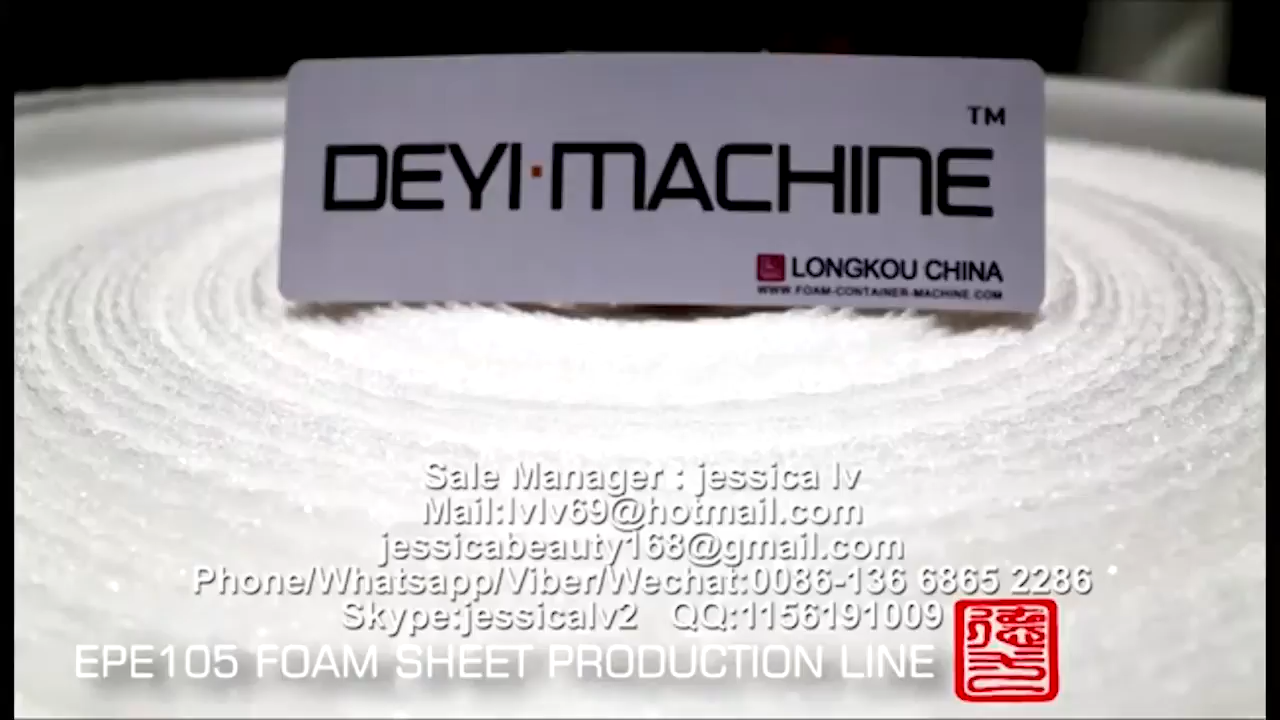 TM
DEYI·MACHINE
LONGKOU CHINA
WWW.FOAM-CONTAINER-MACHINE.COM
Sale Manager : jessica lv
Mail:lvlv69@hotmail.com
jessicabeauty168@gmail.com
Phone/Whatsapp/Viber/Wechat:0086-136 6865 2286
Skype:jessicalv2 QQ:1156191009
EPE105 FOAM SHEET PRODUCTION LINE